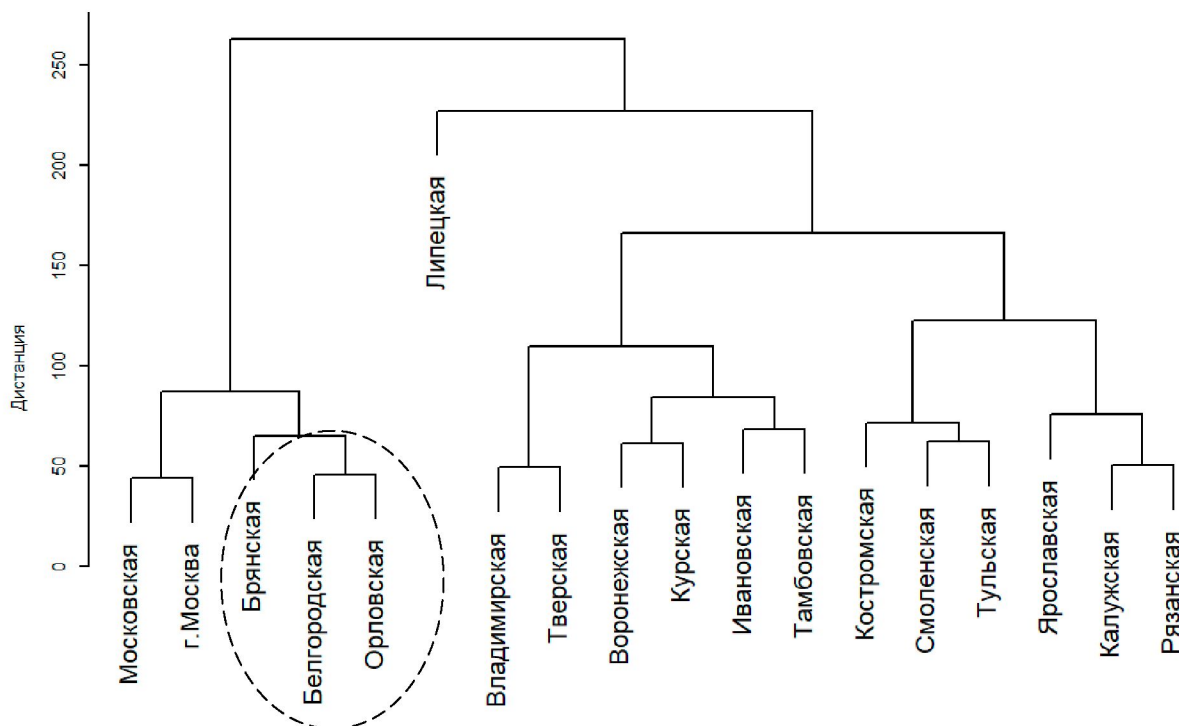 Дистанция
250
200
150
100
50
0
Московская
г.Москва
Брянская
Белгородская
Орловская
Липецкая
Владимирская
Тверская
Воронежская
Курская
Ивановская
Тамбовская
Костромская
Смоленская
Тульская
Ярославская
Калужская
Рязанская